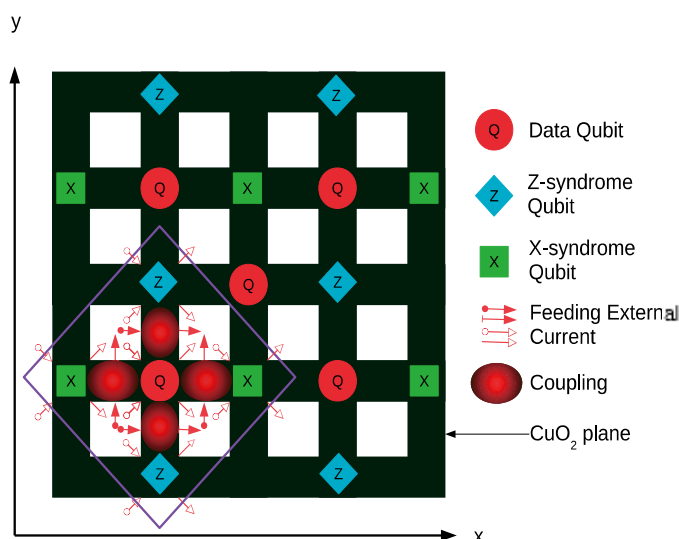 y
Z Z
Q Data Qubit
X Q X Q X
Z Z-syndrome
Qubit
X X-syndrome
Qubit
Z Q Z
Feeding External
Current
X Q X Q X
Coupling
CuO₂ plane
Z Z
x